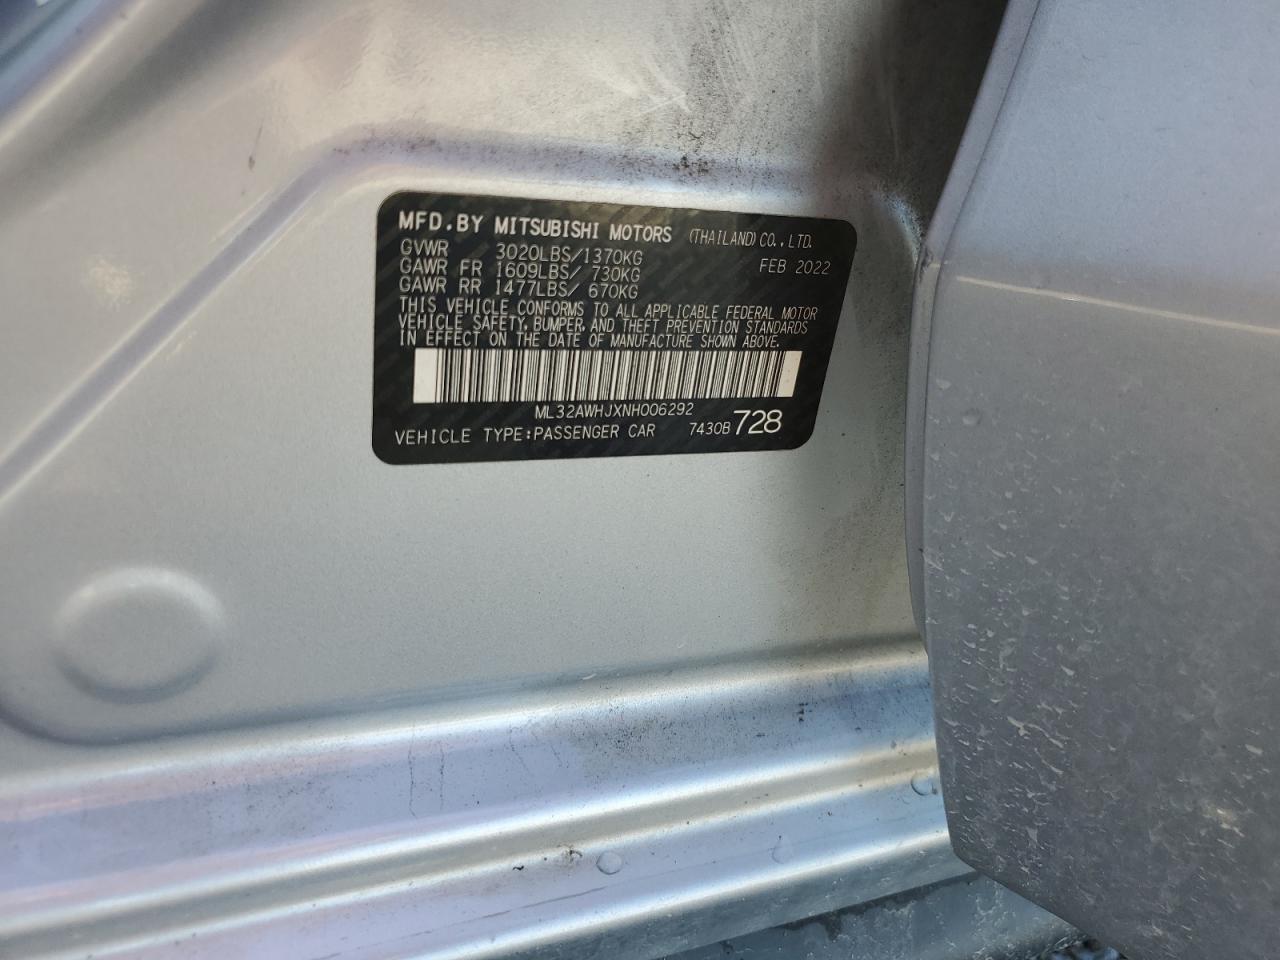 MFD.BY MITSUBISHI MOTORS (THAILAND) CO.,LTD.
GVWR 3020LBS/1370KG FEB 2022
GAWR FR 1609LBS/ 730KG
GAWR RR 1477LBS/ 670KG
THIS VEHICLE CONFORMS TO ALL APPLICABLE FEDERAL MOTOR
VEHICLE SAFETY, BUMPER, AND THEFT PREVENTION STANDARDS
IN EFFECT ON THE DATE OF MANUFACTURE SHOWN ABOVE.
ML32AWHJXNH006292
VEHICLE TYPE:PASSENGER CAR 7430B 728